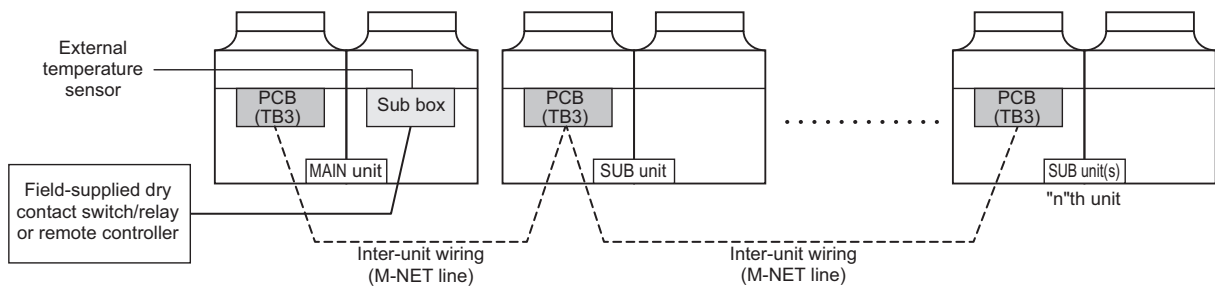 External
temperature
sensor
PCB
(TB3)
Sub box
MAIN unit
Field-supplied dry
contact switch/relay
or remote controller
PCB
(TB3)
SUB unit
PCB
(TB3)
SUB unit(s)
"n"th unit
Inter-unit wiring
(M-NET line)
Inter-unit wiring
(M-NET line)